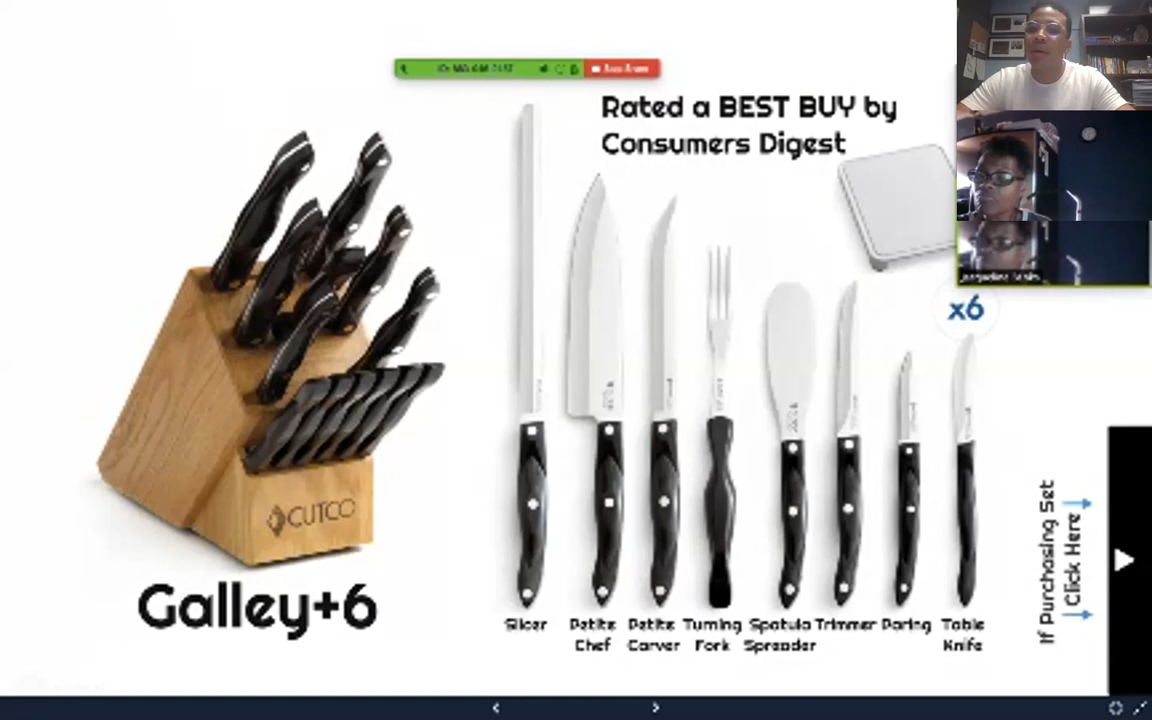 Rated a BEST BUY by
Consumers Digest
x6
CUTCO
Galley+6
Slicer
Petite
Chef
Petite
Carver
Turning
Fork
Spatula
Spreader
Trimmer
Paring
Table
Knife
If Purchasing Set
Click Here